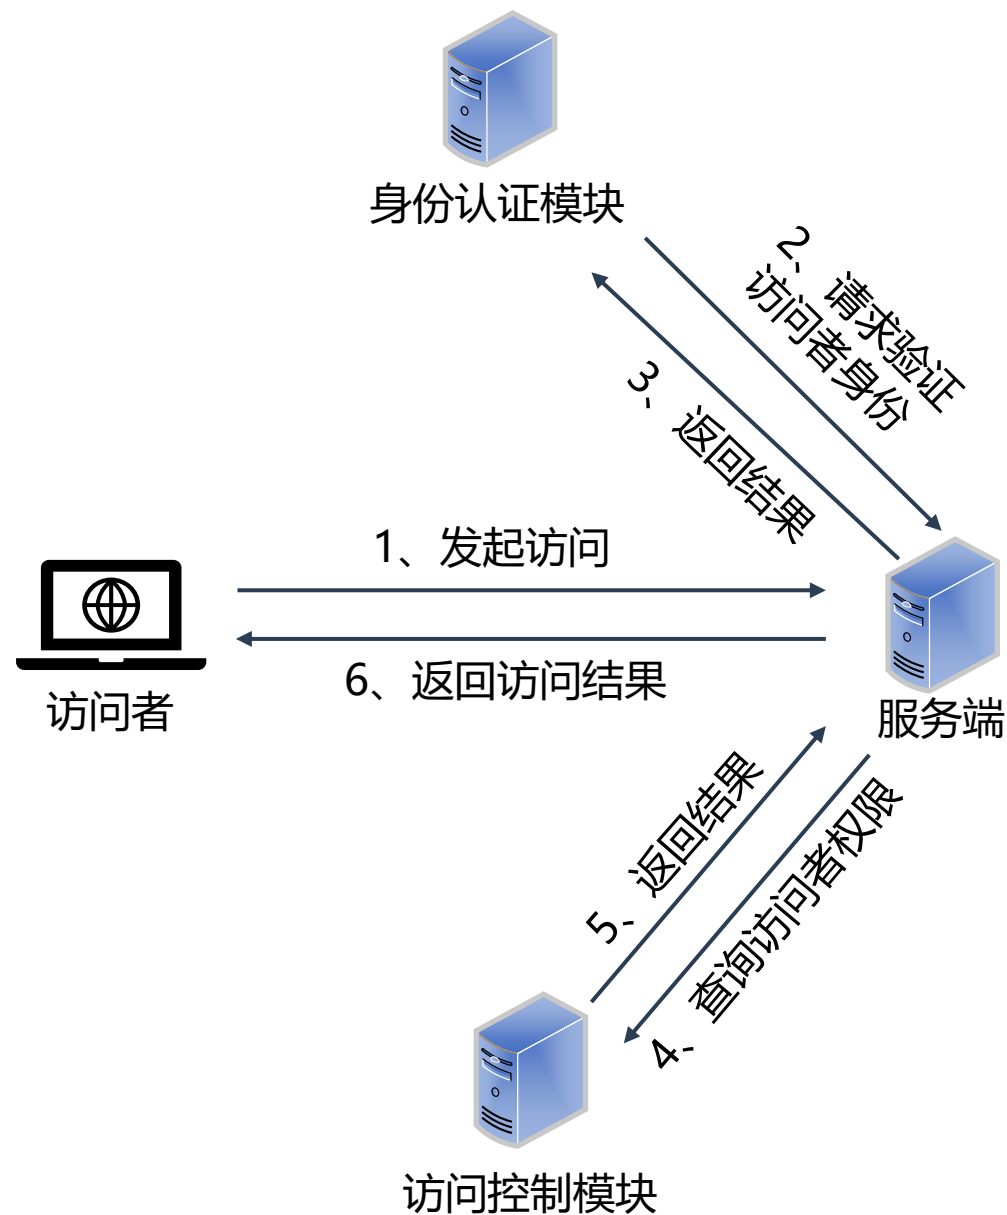 身份认证模块
2、请求验证
访问者身份
3、返回结果
1、发起访问
6、返回访问结果
访问者
服务端
5、返回结果
4、查询访问者权限
访问控制模块